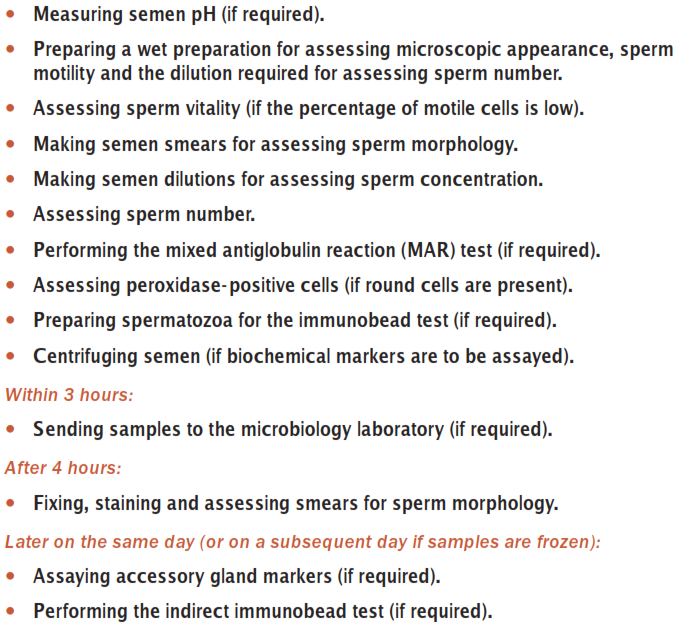 • Measuring semen pH (if required).
• Preparing a wet preparation for assessing microscopic appearance, sperm
motility and the dilution required for assessing sperm number.
• Assessing sperm vitality (if the percentage of motile cells is low).
• Making semen smears for assessing sperm morphology.
• Making semen dilutions for assessing sperm concentration.
• Assessing sperm number.
• Performing the mixed antiglobulin reaction (MAR) test (if required).
• Assessing peroxidase-positive cells (if round cells are present).
• Preparing spermatozoa for the immunobead test (if required).
• Centrifuging semen (if biochemical markers are to be assayed).
Within 3 hours:
• Sending samples to the microbiology laboratory (if required).
After 4 hours:
• Fixing, staining and assessing smears for sperm morphology.
Later on the same day (or on a subsequent day if samples are frozen):
• Assaying accessory gland markers (if required).
• Performing the indirect immunobead test (if required).